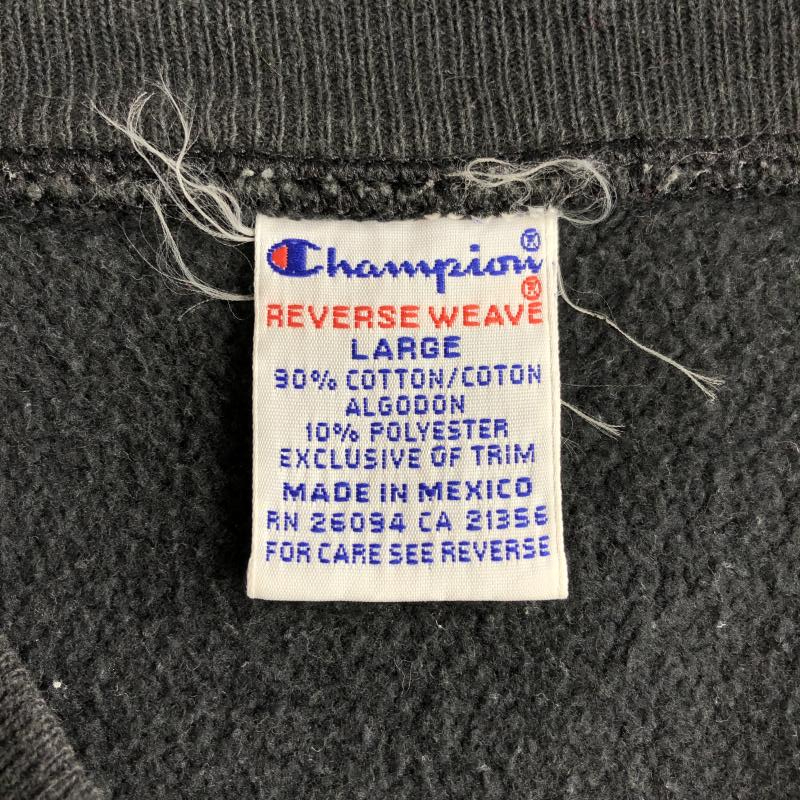 Champion®
REVERSE WEAVE®
LARGE
90% COTTON/COTON
ALGODON
10% POLYESTER
EXCLUSIVE OF TRIM
MADE IN MEXICO
RN 26094 CA 21356
FOR CARE SEE REVERSE